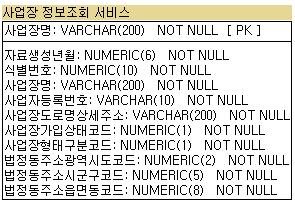 사업장 정보조회 서비스
사업장명: VARCHAR(200) NOT NULL [ PK ]
자료생성년월: NUMERIC(6) NOT NULL
식별번호: NUMERIC(10) NOT NULL
사업장명: VARCHAR(200) NOT NULL
사업자등록번호: VARCHAR(10) NOT NULL
사업장도로명상세주소: VARCHAR(200) NOT NULL
사업장가입상태코드: NUMERIC(1) NOT NULL
사업장형태구분코드: NUMERIC(1) NOT NULL
법정동주소광역시도코드: NUMERIC(2) NOT NULL
법정동주소시군구코드: NUMERIC(5) NOT NULL
법정동주소읍면동코드: NUMERIC(8) NOT NULL